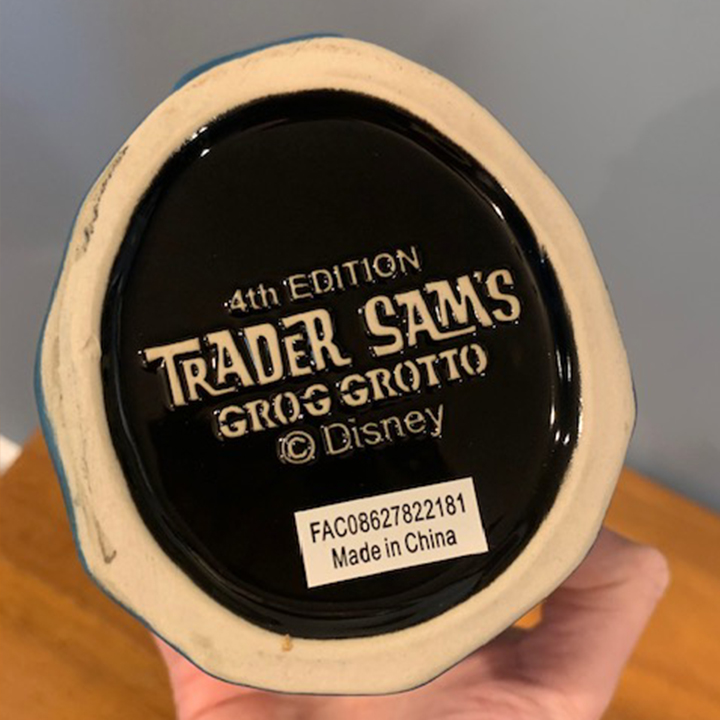 4th EDITION
TRADER SAM'S
GROG GROTTO
© Disney
FAC08627822181
Made in China